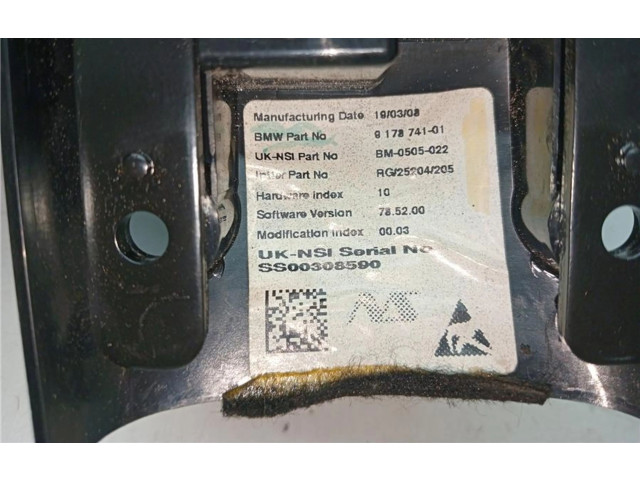 Manufacturing Date 19/03/08
BMW Part No 9 178 741-01
UK-NSI Part No BM-0505-022
Part No RG/25204/205
Hardware Index 10
Software Version 78.52.00
Modification Index 00.03
UK-NSI Serial No
SS00308590